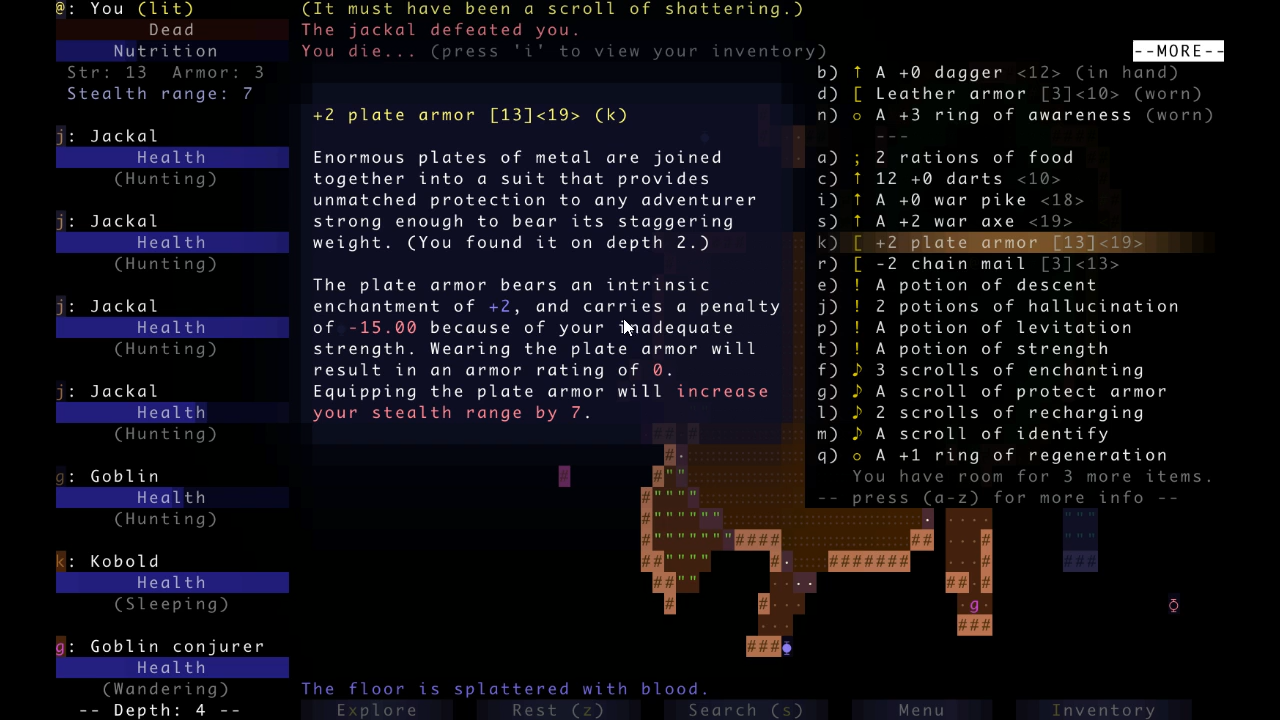 @: You (lit)
Dead
Nutrition
Str: 13 Armor: 3
Stealth range: 7
j: Jackal
Health
(Hunting)
j: Jackal
Health
(Hunting)
j: Jackal
Health
(Hunting)
j: Jackal
Health
(Hunting)
g: Goblin
Health
(Hunting)
k: Kobold
Health
(Sleeping)
g: Goblin conjurer
Health
(Wandering)
-- Depth: 4 --
(It must have been a scroll of shattering.)
The jackal defeated you.
You die... (press 'i' to view your inventory)
--MORE--
+2 plate armor [13]<19> (k)
Enormous plates of metal are joined
together into a suit that provides
unmatched protection to any adventurer
strong enough to bear its staggering
weight. (You found it on depth 2.)
The plate armor bears an intrinsic
enchantment of +2, and carries a penalty
of -15.00 because of your inadequate
strength. Wearing the plate armor will
result in an armor rating of 0.
Equipping the plate armor will increase
your stealth range by 7.
b) ↑ A +0 dagger <12> (in hand)
d) [ Leather armor [3]<10> (worn)
n) ○ A +3 ring of awareness (worn)
---
a) ; 2 rations of food
c) ↑ 12 +0 darts <10>
i) ↑ A +0 war pike <18>
s) ↑ A +2 war axe <19>
k) [ +2 plate armor [13]<19>
r) [ -2 chain mail [3]<13>
e) ! A potion of descent
j) ! 2 potions of hallucination
p) ! A potion of levitation
t) ! A potion of strength
f) ♪ 3 scrolls of enchanting
g) ♪ A scroll of protect armor
l) ♪ 2 scrolls of recharging
m) ♪ A scroll of identify
q) ○ A +1 ring of regeneration
You have room for 3 more items.
-- press (a-z) for more info --
g
The floor is splattered with blood.
Explore Rest (z) Search (s) Menu Inventory